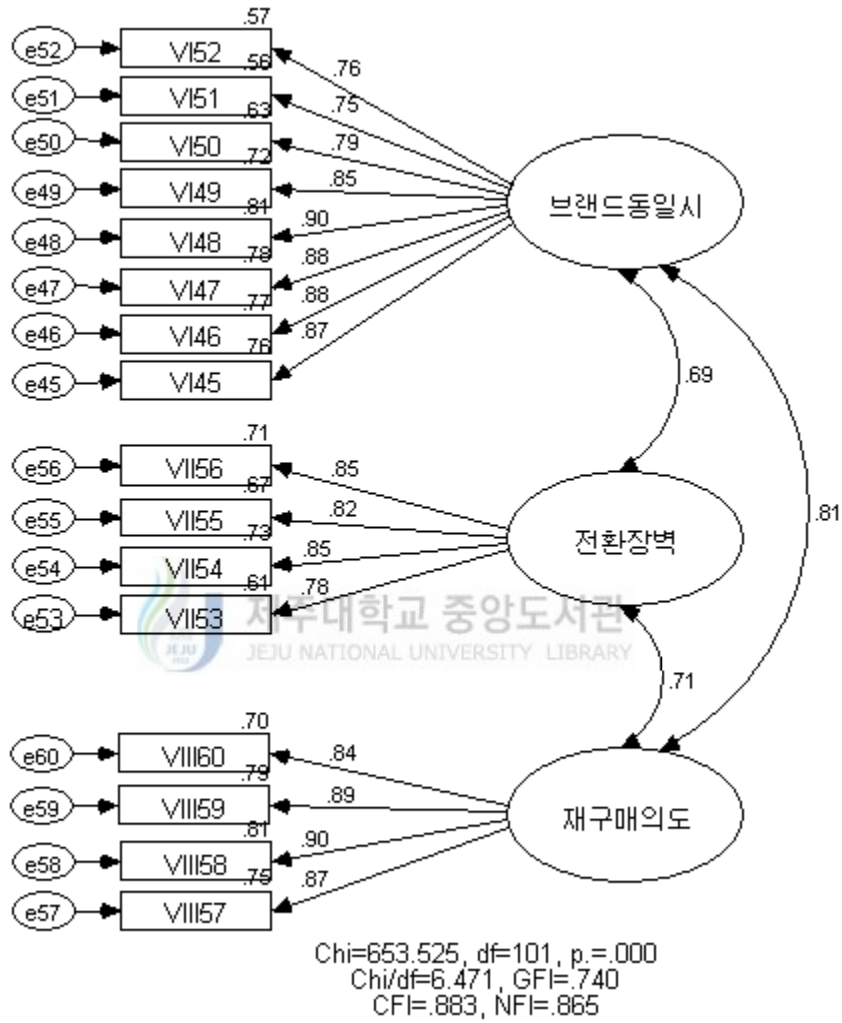 .57
e52 VI52 .76
.56
e51 VI51 .75
.63
e50 VI50 .79
.72
e49 VI49 .85
.81
e48 VI48 .90
.78
e47 VI47 .88
.77
e46 VI46 .88
.76
e45 VI45 .87
브랜드동일시
.69
.81
.71
e56 VII56 .85
.67
e55 VII55 .82
.73
e54 VII54 .85
.61
e53 VII53 .78
전환장벽
제주대학교 중앙도서관
JEJU NATIONAL UNIVERSITY LIBRARY
JEJU
1952
.71
.70
e60 VIII60 .84
.79
e59 VIII59 .89
.81
e58 VIII58 .90
.75
e57 VIII57 .87
재구매의도
Chi=653.525, df=101, p.=.000
Chi/df=6.471, GFI=.740
CFI=.883, NFI=.865